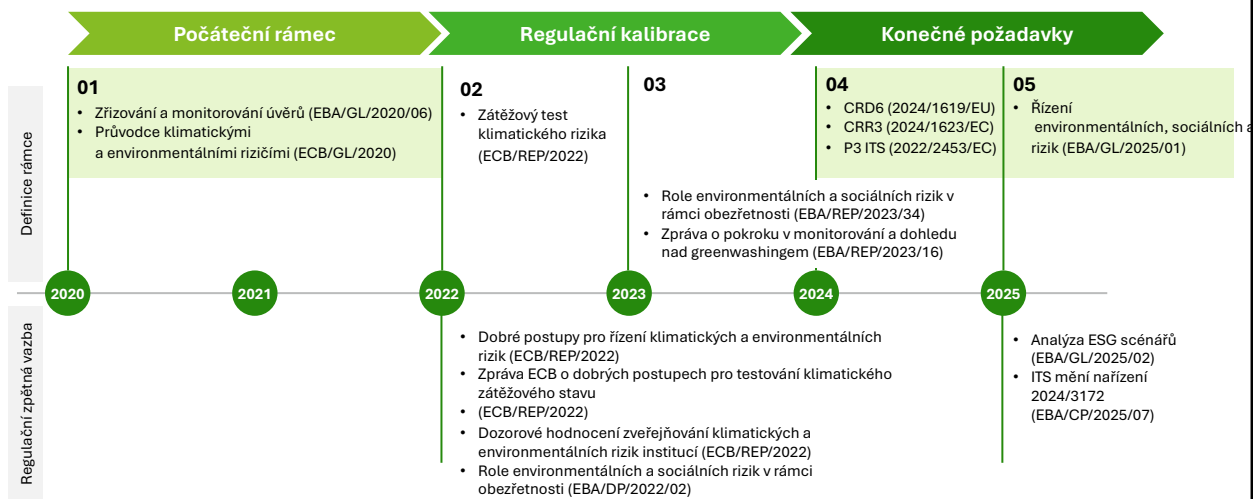 Počáteční rámec
Regulační kalibrace
Konečné požadavky
Definice rámce
01
• Zřizování a monitorování úvěrů (EBA/GL/2020/06)
• Průvodce klimatickými
a environmentálními rizičími (ECB/GL/2020)
02
• Zátěžový test
klimatického rizika
(ECB/REP/2022)
03
• Role environmentálních a sociálních rizik v
rámci obezřetnosti (EBA/REP/2023/34)
• Zpráva o pokroku v monitorování a dohledu
nad greenwashingem (EBA/REP/2023/16)
04
• CRD6 (2024/1619/EU)
• CRR3 (2024/1623/EC)
• P3 ITS (2022/2453/EC)
05
• Řízení
environmentálních, sociálních a
rizik (EBA/GL/2025/01)
2020
2021
2022
2023
2024
2025
Regulační zpětná vazba
• Dobré postupy pro řízení klimatických a environmentálních
rizik (ECB/REP/2022)
• Zpráva ECB o dobrých postupech pro testování klimatického
zátěžového stavu
• (ECB/REP/2022)
• Dozorové hodnocení zveřejňování klimatických a
environmentálních rizik institucí (ECB/REP/2022)
• Role environmentálních a sociálních rizik v rámci
obezřetnosti (EBA/DP/2022/02)
• Analýza ESG scénářů
(EBA/GL/2025/02)
• ITS mění nařízení
2024/3172
(EBA/CP/2025/07)